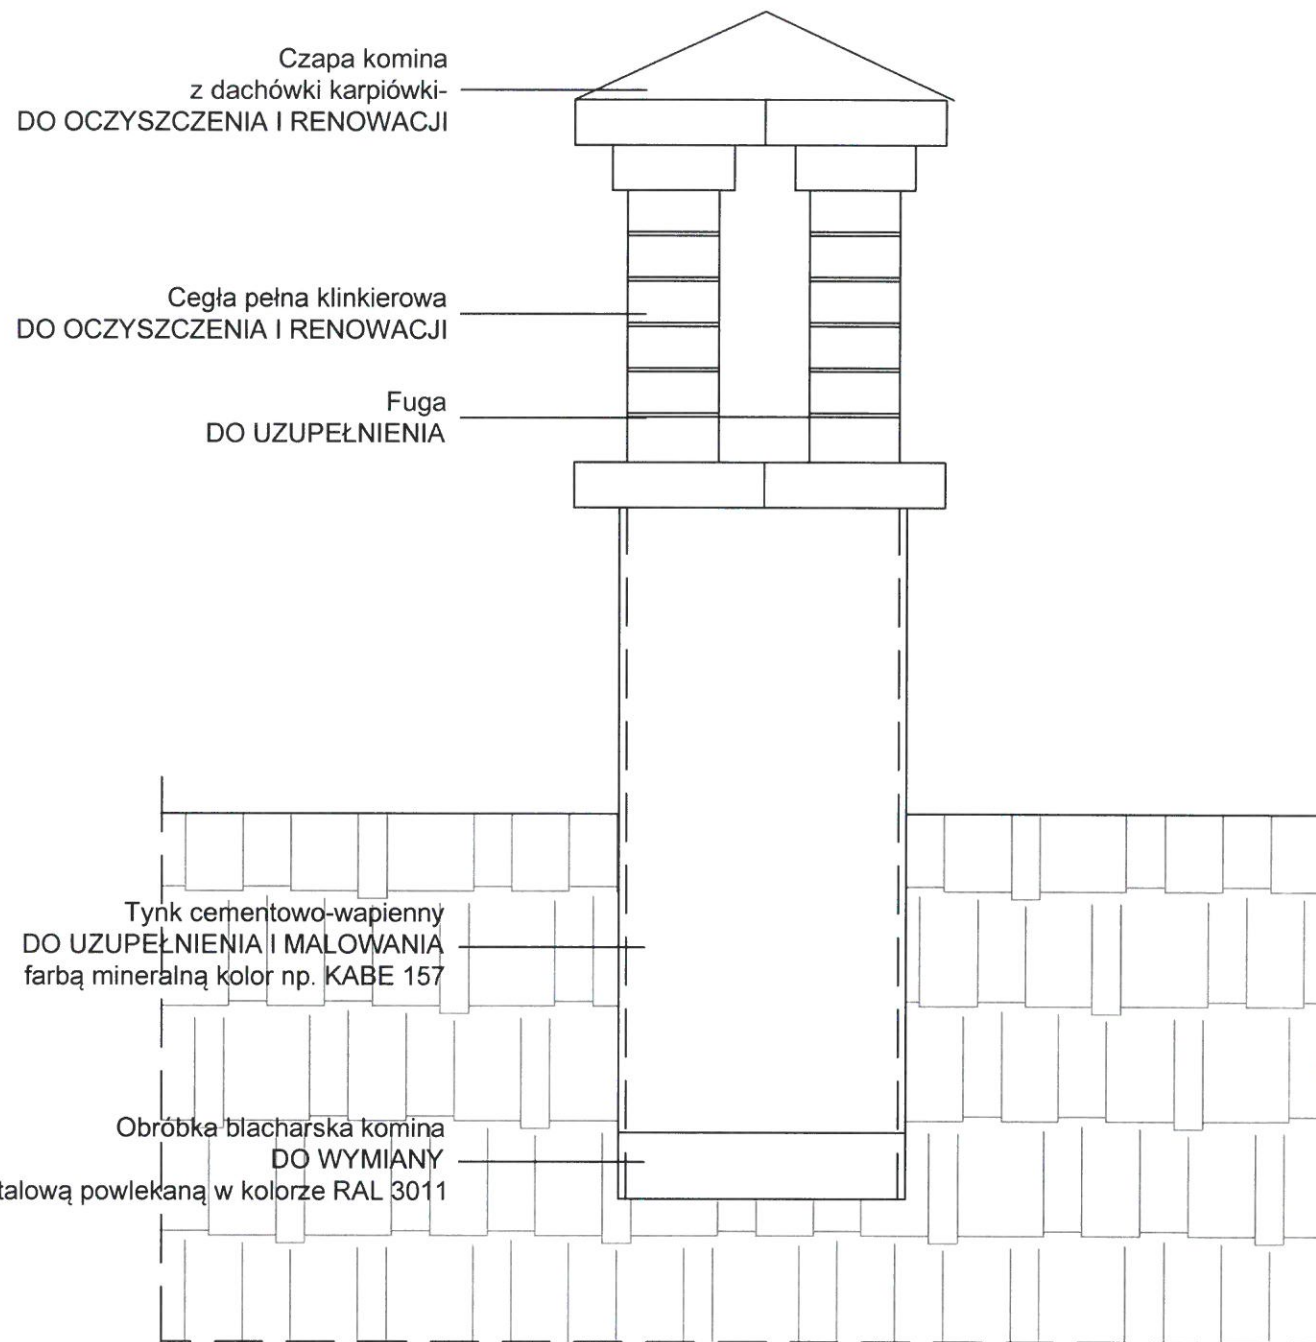 Czapa komina
z dachówki karpiówki-
DO OCZYSZCZENIA I RENOWACJI
Cegła pełna klinkierowa
DO OCZYSZCZENIA I RENOWACJI
Fuga
DO UZUPEŁNIENIA
Tynk cementowo-wapienny
DO UZUPEŁNIENIA I MALOWANIA
farbą mineralną kolor np. KABE 157
Obróbka blacharska komina
DO WYMIANY
talową powlekaną w kolorze RAL 3011